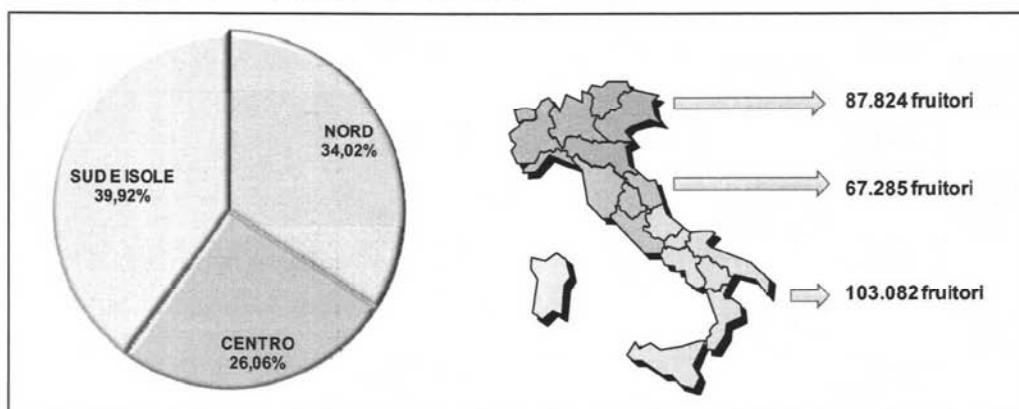 NORD
34,02%
SUD E ISOLE
39,92%
CENTRO
26,06%
87.824 fruitori
67.285 fruitori
103.082 fruitori